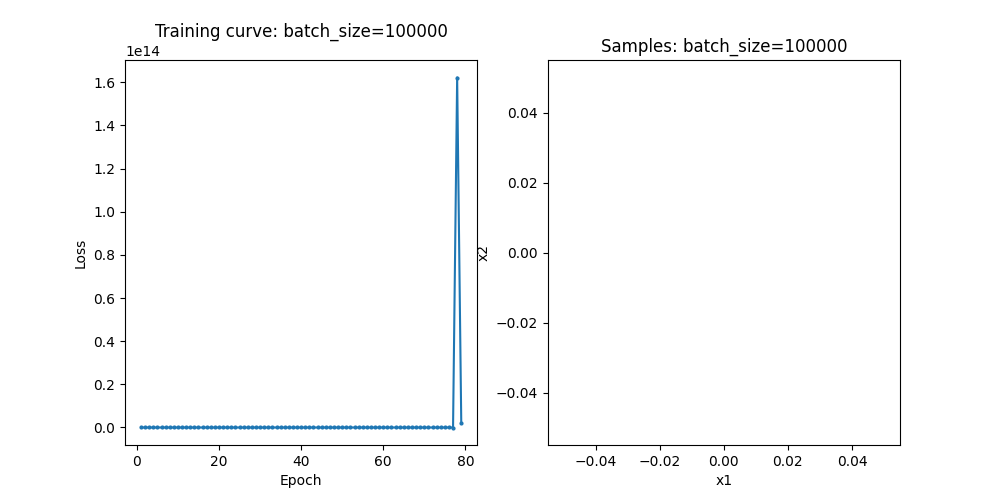 Training curve: batch_size=100000
1e14
1.6
1.4
1.2
1.0
0.8
0.6
0.4
0.2
0.0
Loss
0 20 40 60 80
Epoch
Samples: batch_size=100000
0.04
0.02
0.00
−0.02
−0.04
x2
−0.04 −0.02 0.00 0.02 0.04
x1